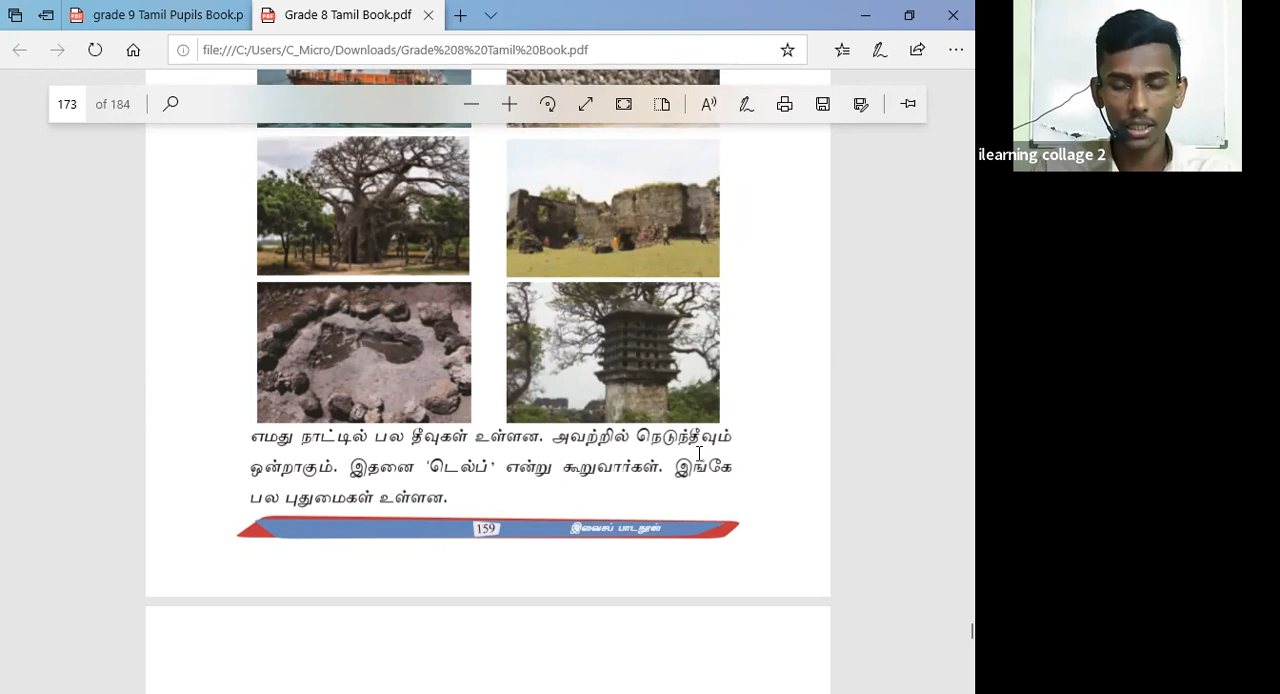 grade 9 Tamil Pupils Book.p
Grade 8 Tamil Book.pdf
file:///C:/Users/C_Micro/Downloads/Grade%208%20Tamil%20Book.pdf
173 of 184
ilearning collage 2
எமது நாட்டில் பல தீவுகள் உள்ளன. அவற்றில் நெடுந்தீவும்
ஒன்றாகும். இதனை 'டெல்ப்' என்று கூறுவார்கள். இங்கே
பல புதுமைகள் உள்ளன.
159 இலவசப் பாடநூல்